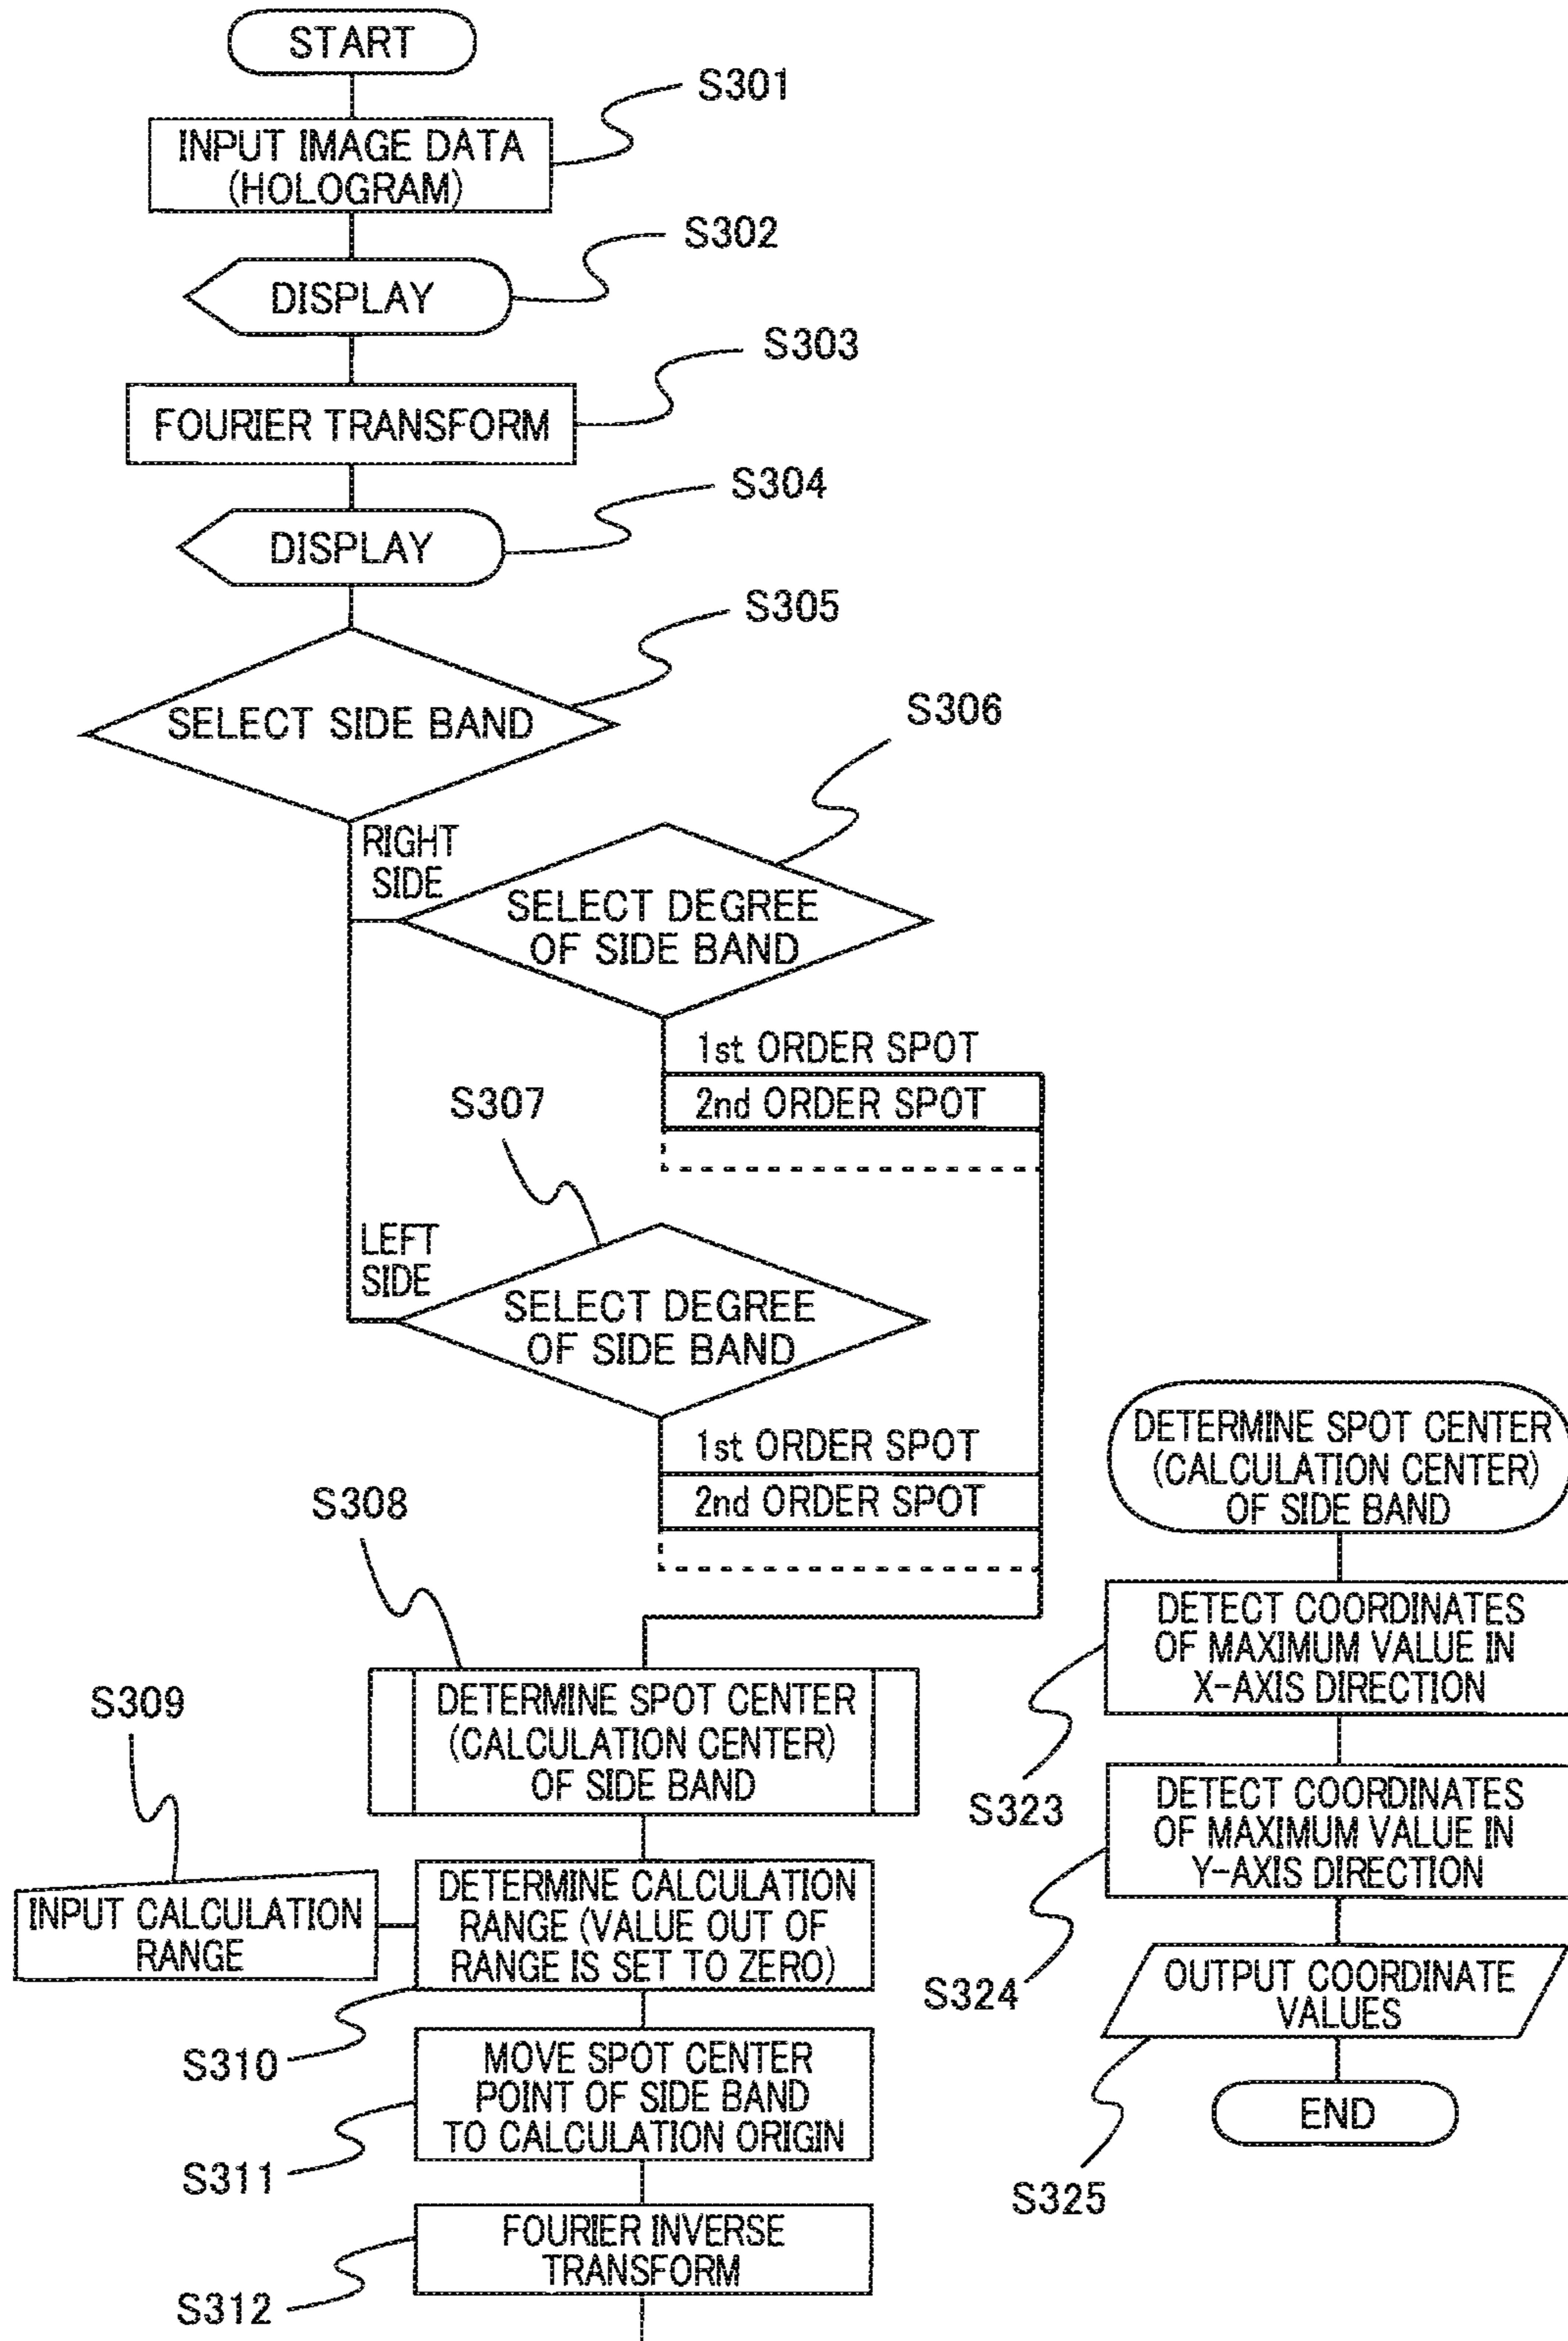 START
S301
INPUT IMAGE DATA
(HOLOGRAM)
S302
DISPLAY
S303
FOURIER TRANSFORM
S304
DISPLAY
S305
SELECT SIDE BAND
S306
RIGHT
SIDE
SELECT DEGREE
OF SIDE BAND
1st ORDER SPOT
2nd ORDER SPOT
S307
LEFT
SIDE
SELECT DEGREE
OF SIDE BAND
1st ORDER SPOT
2nd ORDER SPOT
S308
DETERMINE SPOT CENTER
(CALCULATION CENTER)
OF SIDE BAND
S309
INPUT CALCULATION
RANGE
DETERMINE CALCULATION
RANGE (VALUE OUT OF
RANGE IS SET TO ZERO)
S310
MOVE SPOT CENTER
POINT OF SIDE BAND
TO CALCULATION ORIGIN
S311
FOURIER INVERSE
TRANSFORM
S312
DETERMINE SPOT CENTER
(CALCULATION CENTER)
OF SIDE BAND
DETECT COORDINATES
OF MAXIMUM VALUE IN
X-AXIS DIRECTION
S323
DETECT COORDINATES
OF MAXIMUM VALUE IN
Y-AXIS DIRECTION
S324
OUTPUT COORDINATE
VALUES
S325
END